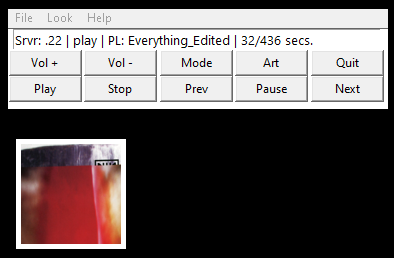 File Look Help
Srvr: .22 | play | PL: Everything_Edited | 32/436 secs.
Vol + Vol - Mode Art Quit
Play Stop Prev Pause Next